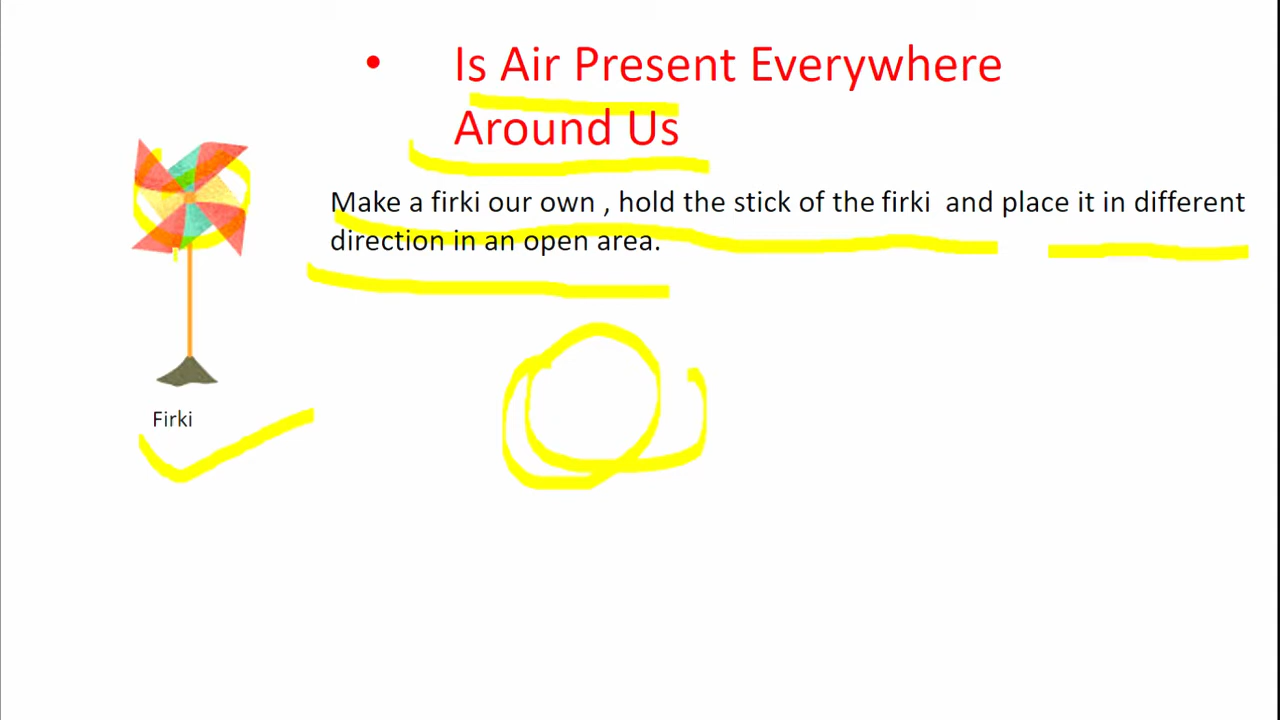 • Is Air Present Everywhere
Around Us
Make a firki our own , hold the stick of the firki and place it in different
direction in an open area.
Firki